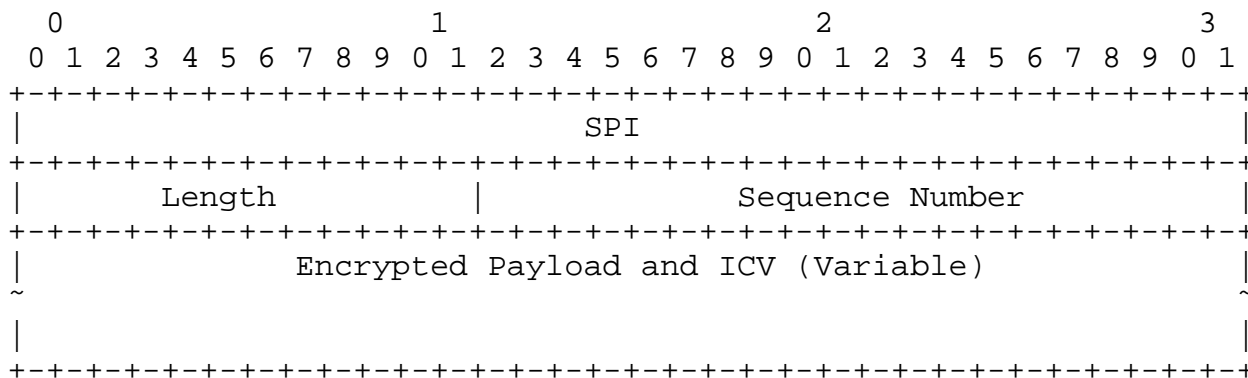 0                   1                   2                   3
0 1 2 3 4 5 6 7 8 9 0 1 2 3 4 5 6 7 8 9 0 1 2 3 4 5 6 7 8 9 0 1
+-+-+-+-+-+-+-+-+-+-+-+-+-+-+-+-+-+-+-+-+-+-+-+-+-+-+-+-+-+-+-+-+
|                             SPI                               |
+-+-+-+-+-+-+-+-+-+-+-+-+-+-+-+-+-+-+-+-+-+-+-+-+-+-+-+-+-+-+-+-+
|       Length          |             Sequence Number           |
+-+-+-+-+-+-+-+-+-+-+-+-+-+-+-+-+-+-+-+-+-+-+-+-+-+-+-+-+-+-+-+-+
|              Encrypted Payload and ICV (Variable)             |
~                                                               ~
|                                                               |
+-+-+-+-+-+-+-+-+-+-+-+-+-+-+-+-+-+-+-+-+-+-+-+-+-+-+-+-+-+-+-+-+